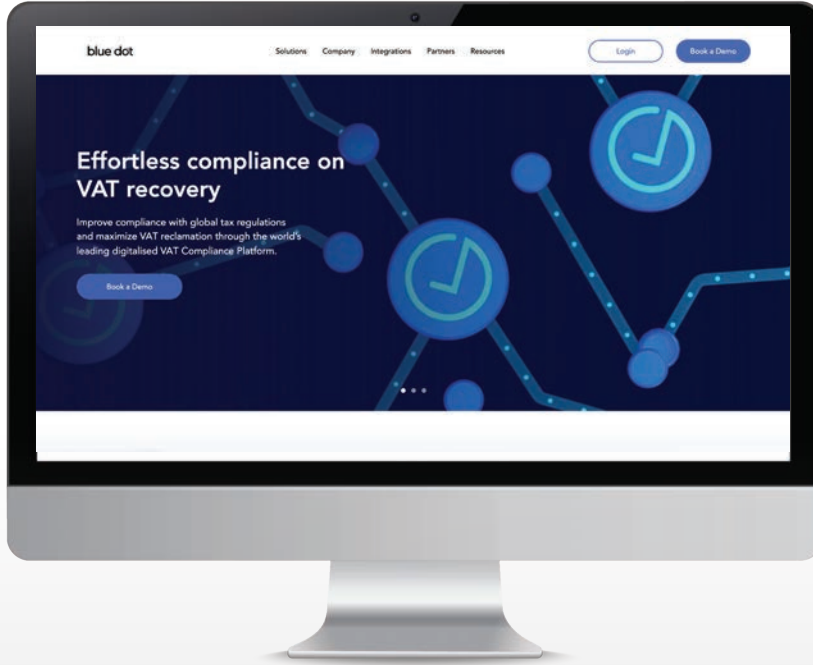 blue dot
Solutions Company Integrations Partners Resources
Login
Book a Demo
Effortless compliance on
VAT recovery
Improve compliance with global tax regulations
and maximize VAT reclamation through the world's
leading digitalised VAT Compliance Platform.
Book a Demo